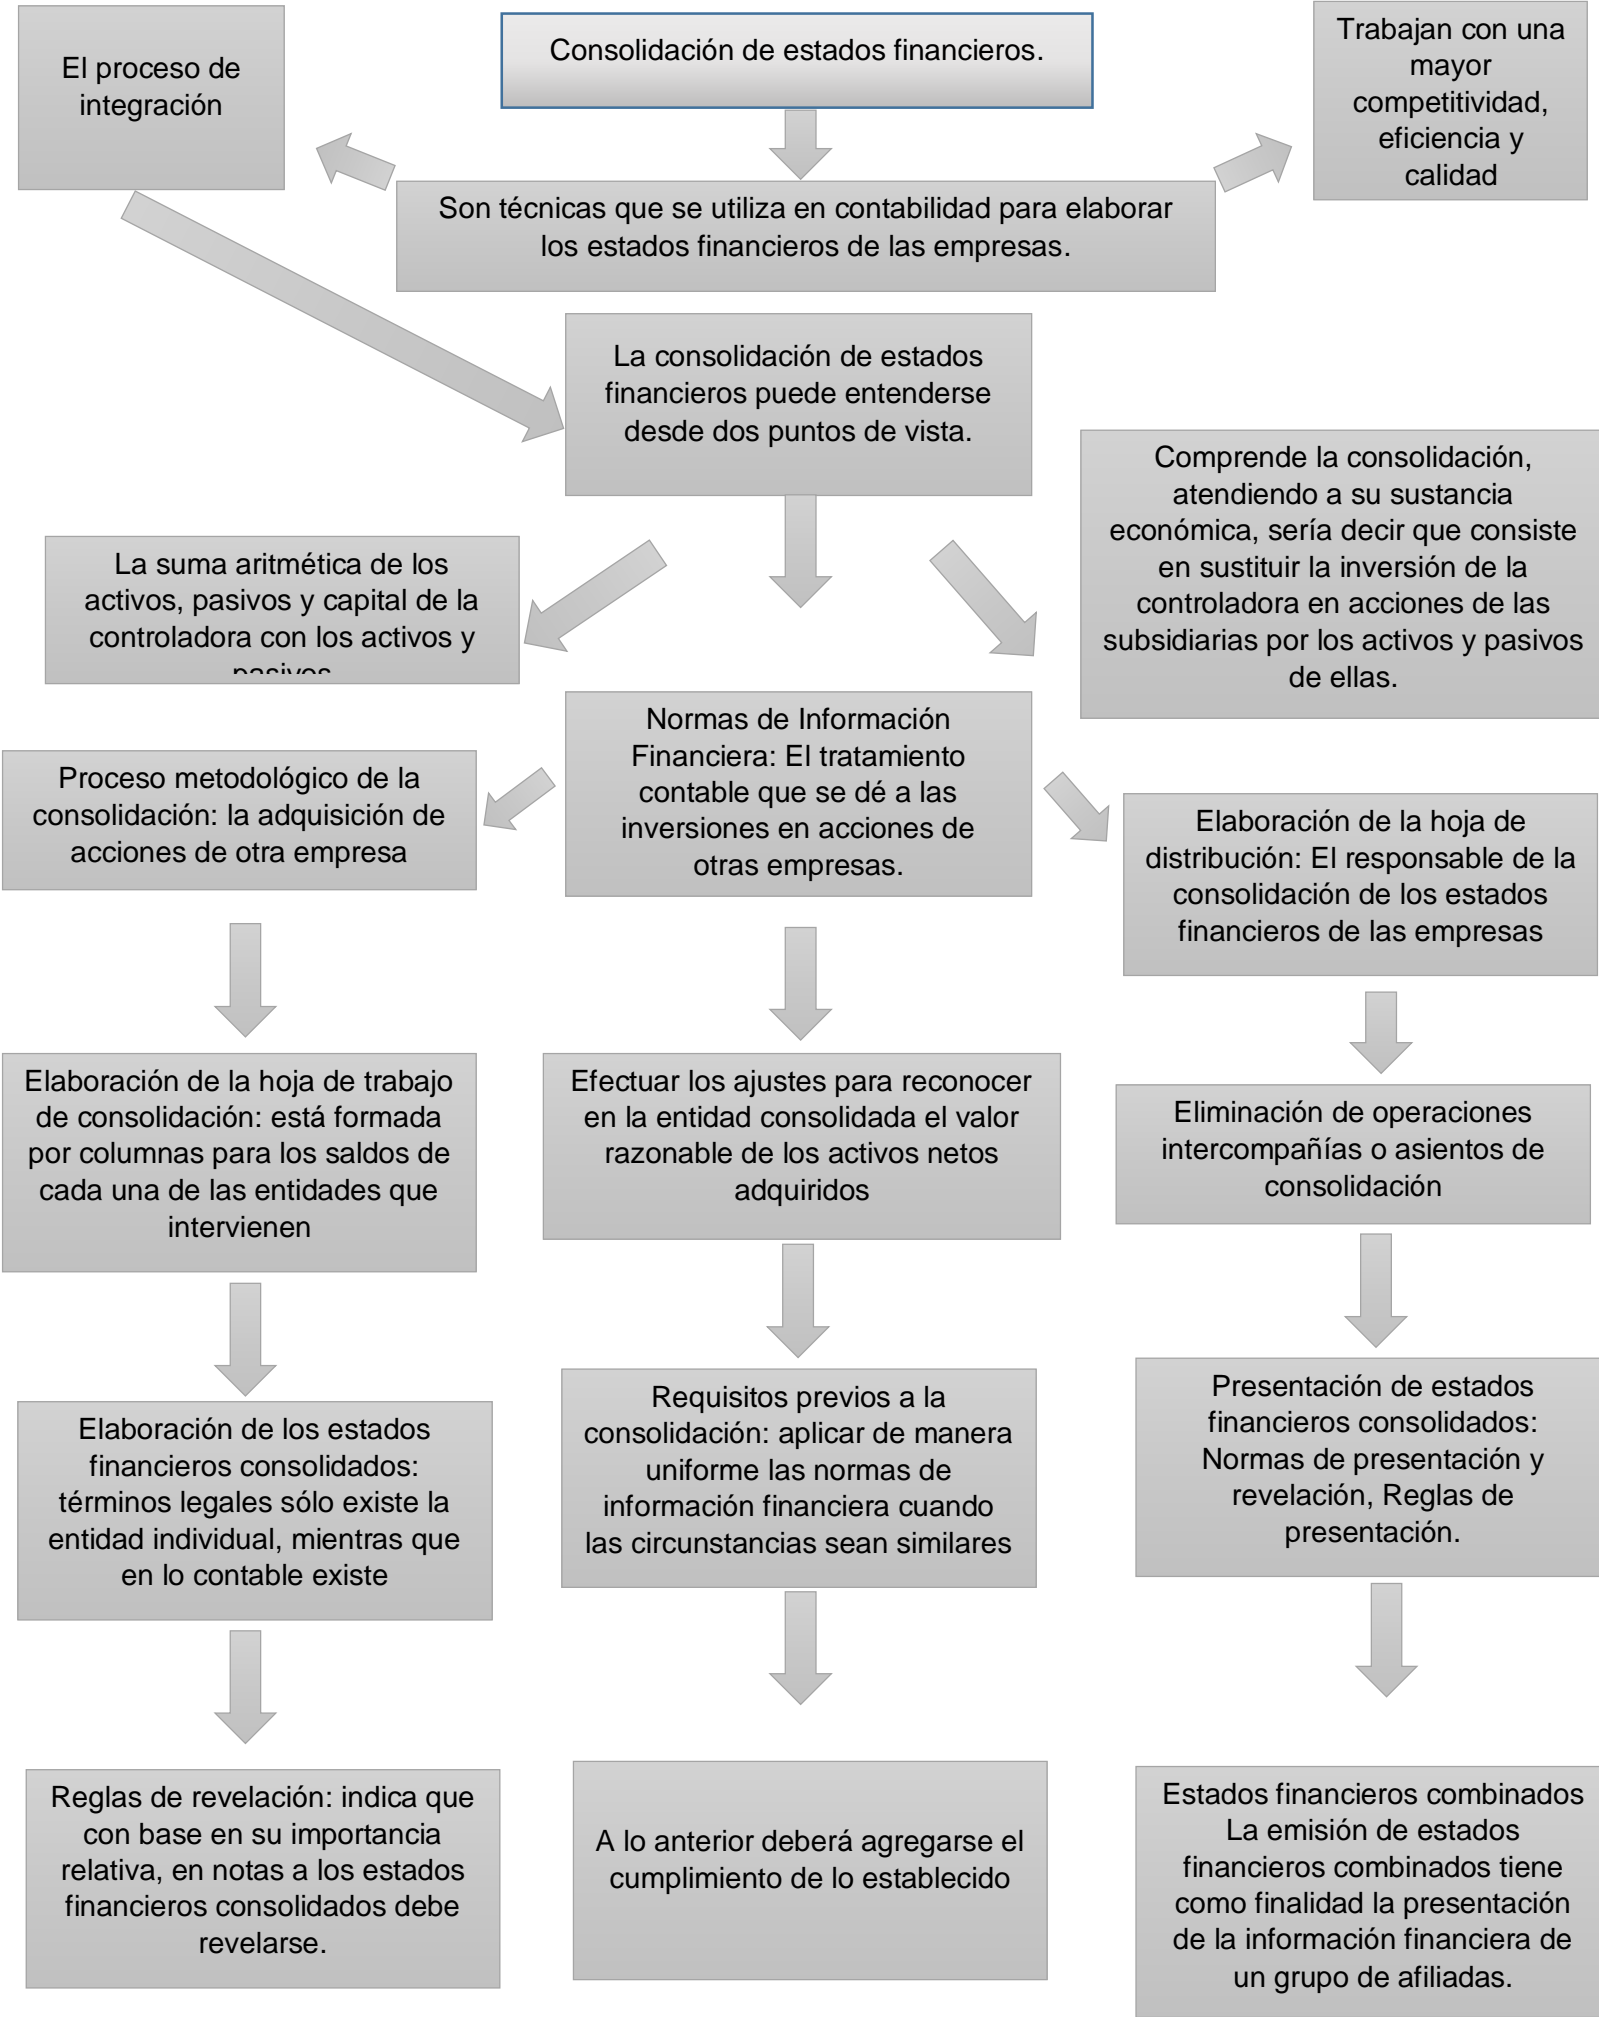 El proceso de
integración
Consolidación de estados financieros.
Trabajan con una
mayor
competitividad,
eficiencia y
calidad
Son técnicas que se utiliza en contabilidad para elaborar
los estados financieros de las empresas.
La consolidación de estados
financieros puede entenderse
desde dos puntos de vista.
La suma aritmética de los
activos, pasivos y capital de la
controladora con los activos y
pasivos
Comprende la consolidación,
atendiendo a su sustancia
económica, sería decir que consiste
en sustituir la inversión de la
controladora en acciones de las
subsidiarias por los activos y pasivos
de ellas.
Proceso metodológico de la
consolidación: la adquisición de
acciones de otra empresa
Normas de Información
Financiera: El tratamiento
contable que se dé a las
inversiones en acciones de
otras empresas.
Elaboración de la hoja de
distribución: El responsable de la
consolidación de los estados
financieros de las empresas
Elaboración de la hoja de trabajo
de consolidación: está formada
por columnas para los saldos de
cada una de las entidades que
intervienen
Efectuar los ajustes para reconocer
en la entidad consolidada el valor
razonable de los activos netos
adquiridos
Eliminación de operaciones
intercompañías o asientos de
consolidación
Elaboración de los estados
financieros consolidados:
términos legales sólo existe la
entidad individual, mientras que
en lo contable existe
Requisitos previos a la
consolidación: aplicar de manera
uniforme las normas de
información financiera cuando
las circunstancias sean similares
Presentación de estados
financieros consolidados:
Normas de presentación y
revelación, Reglas de
presentación.
Reglas de revelación: indica que
con base en su importancia
relativa, en notas a los estados
financieros consolidados debe
revelarse.
A lo anterior deberá agregarse el
cumplimiento de lo establecido
Estados financieros combinados
La emisión de estados
financieros combinados tiene
como finalidad la presentación
de la información financiera de
un grupo de afiliadas.